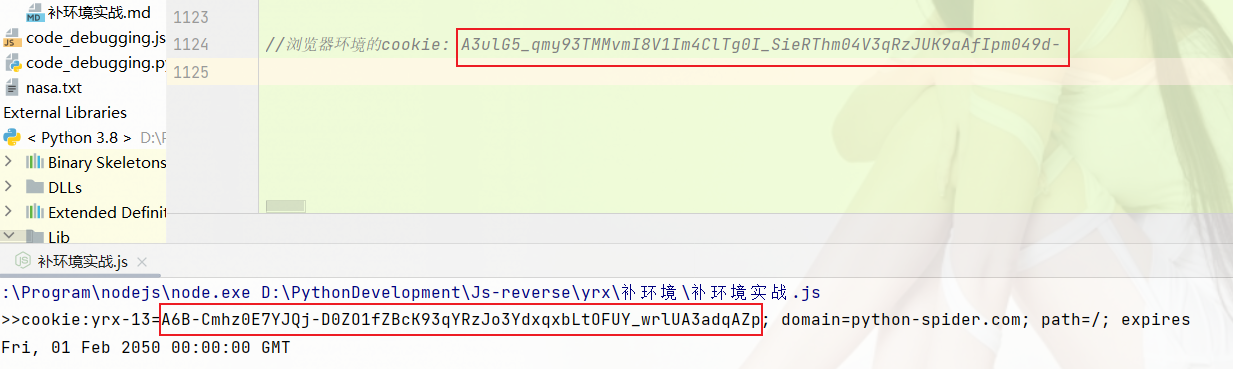 补环境实战.md
code_debugging.js
code_debugging.py
nasa.txt
External Libraries
< Python 3.8 > D:\P
Binary Skeletons
DLLs
Extended Definit
Lib
1123
1124 //浏览器环境的cookie: A3ulG5_qmy93TMMvmI8V1Im4ClTg0I_SieRThm04V3qRzJUK9aAfIpm049d-
1125
补环境实战.js
:\Program\nodejs\node.exe D:\PythonDevelopment\Js-reverse\yrx\补环境\补环境实战.js
>>cookie:yrx-13=A6B-Cmhz0E7YJQj-D0ZO1fZBcK93qYRzJo3YdxqxbLtOFUY_wrlUA3adqAZp; domain=python-spider.com; path=/; expires
Fri, 01 Feb 2050 00:00:00 GMT